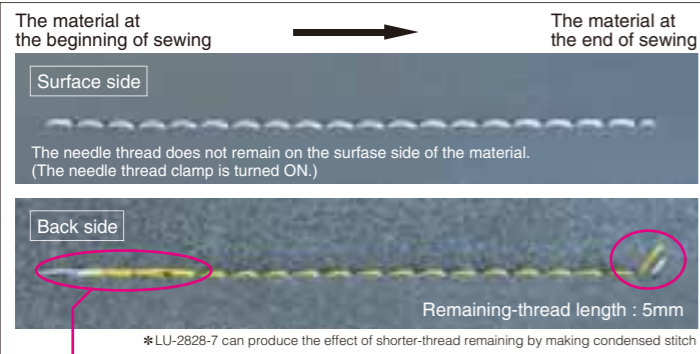 The material at
the beginning of sewing
The material at
the end of sewing
Surface side
The needle thread does not remain on the surfase side of the material.
(The needle thread clamp is turned ON.)
Back side
Remaining-thread length : 5mm
✻LU-2828-7 can produce the effect of shorter-thread remaining by making condensed stitch